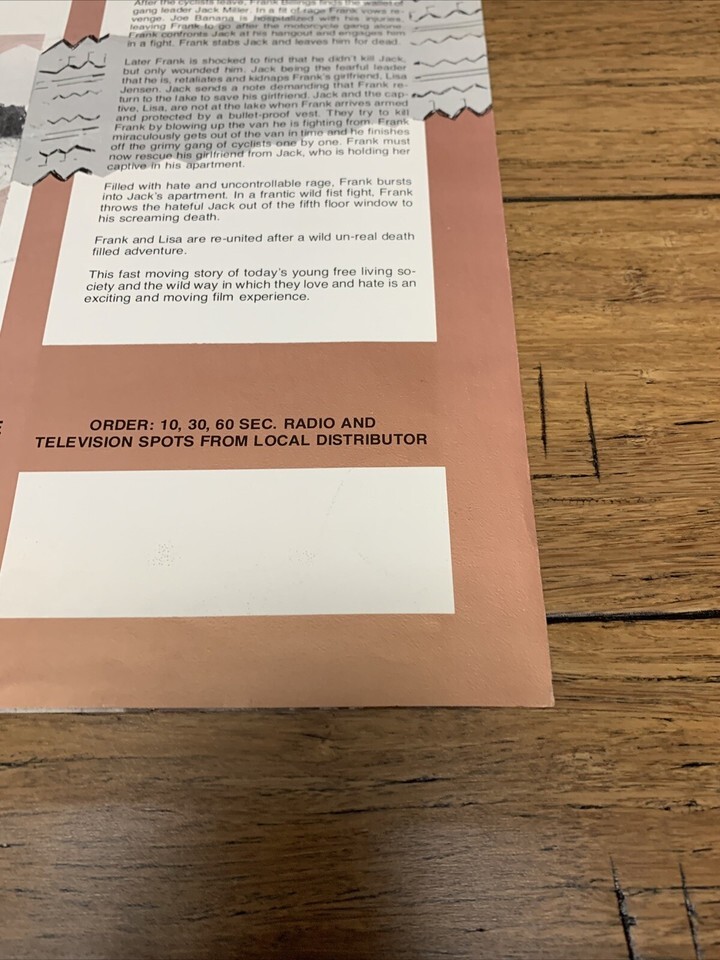 After the cyclists leave, Frank Billings finds the wallet of
gang leader Jack Miller. In a fit of rage Frank vows re-
venge. Joe Banana is hospitalized with his injuries,
leaving Frank to go after the motorcycle gang alone.
Frank confronts Jack at his hangout and engages him
in a fight. Frank stabs Jack and leaves him for dead.
Later Frank is shocked to find that he didn't kill Jack,
but only wounded him. Jack being the fearful leader
that he is, retaliates and kidnaps Frank's girlfriend, Lisa
Jensen. Jack sends a note demanding that Frank re-
turn to the lake to save his girlfriend. Jack and the cap-
tive, Lisa, are not at the lake when Frank arrives armed
and protected by a bullet-proof vest. They try to kill
Frank by blowing up the van he is fighting from. Frank
miraculously gets out of the van in time and he finishes
off the grimy gang of cyclists one by one. Frank must
now rescue his girlfriend from Jack, who is holding her
captive in his apartment.
Filled with hate and uncontrollable rage, Frank bursts
into Jack's apartment. In a frantic wild fist fight, Frank
throws the hateful Jack out of the fifth floor window to
his screaming death.
Frank and Lisa are re-united after a wild un-real death
filled adventure.
This fast moving story of today's young free living so-
ciety and the wild way in which they love and hate is an
exciting and moving film experience.
E
ORDER: 10, 30, 60 SEC. RADIO AND
TELEVISION SPOTS FROM LOCAL DISTRIBUTOR